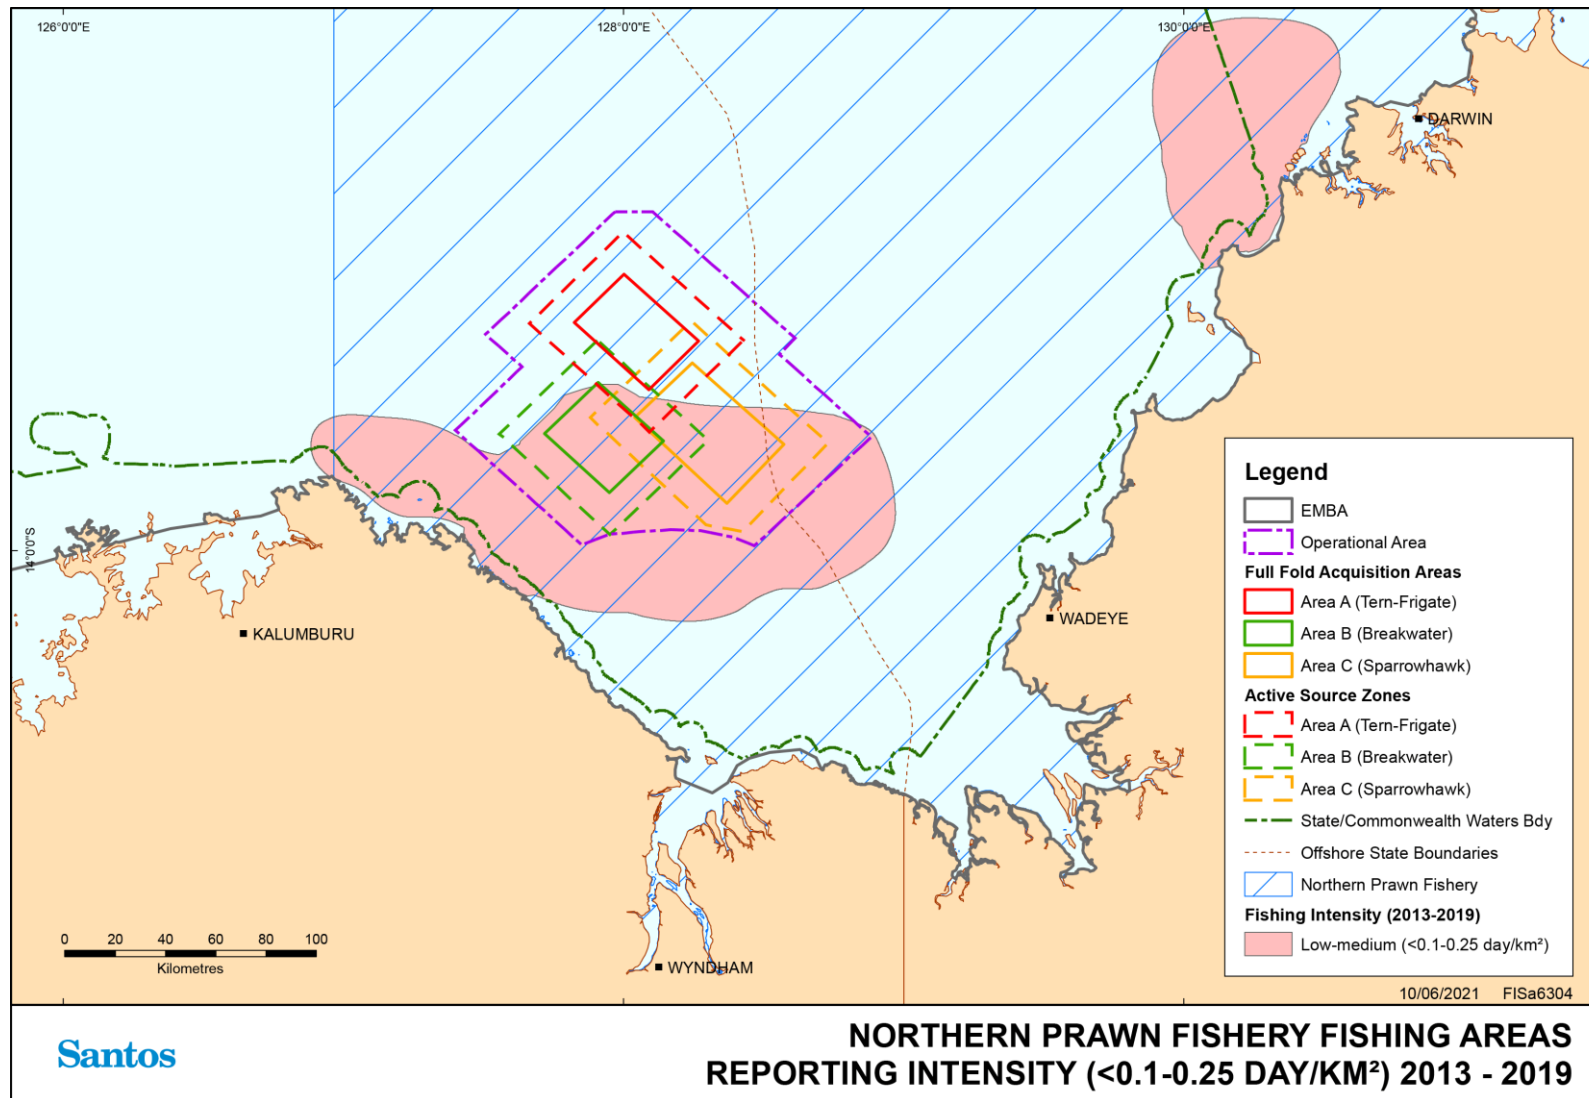 126°0'0"E
128°0'0"E
130°0'0"E
DARWIN
14°0'0"S
KALUMBURU
WADEYE
WYNDHAM
0 20 40 60 80 100
Kilometres
Legend
EMBA
Operational Area
Full Fold Acquisition Areas
Area A (Tern-Frigate)
Area B (Breakwater)
Area C (Sparrowhawk)
Active Source Zones
Area A (Tern-Frigate)
Area B (Breakwater)
Area C (Sparrowhawk)
State/Commonwealth Waters Bdy
Offshore State Boundaries
Northern Prawn Fishery
Fishing Intensity (2013-2019)
Low-medium (<0.1-0.25 day/km²)
10/06/2021 FISa6304
Santos
NORTHERN PRAWN FISHERY FISHING AREAS
REPORTING INTENSITY (<0.1-0.25 DAY/KM²) 2013 - 2019